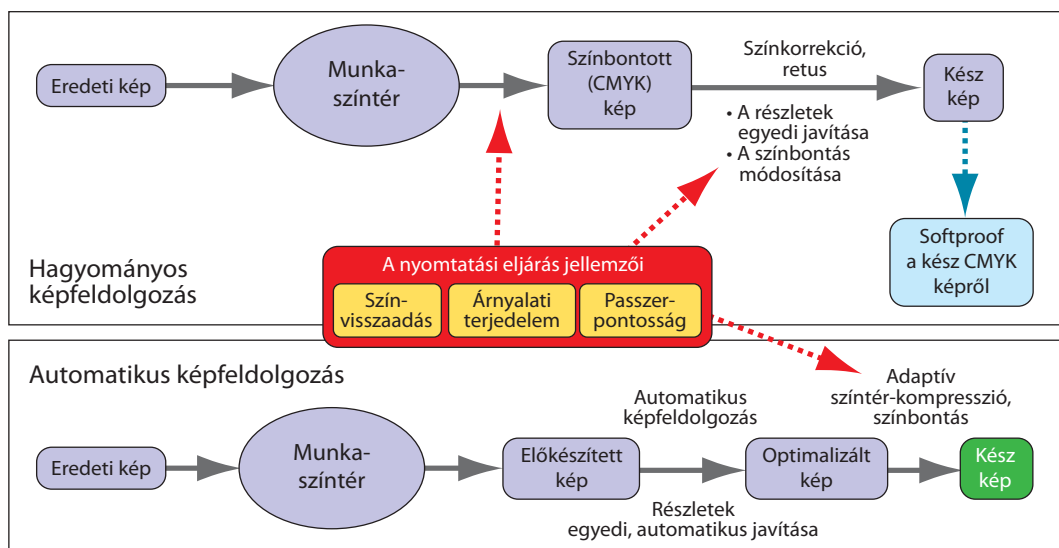 Eredeti kép
Munka-
színtér
Színbontott
(CMYK)
kép
Színkorrekció,
retus
• A részletek
egyedi javítása
• A színbontás
módosítása
Kész
kép
Softproof
a kész CMYK
képről
Hagyományos
képfeldolgozás
A nyomtatási eljárás jellemzői
Szín-
visszaadás
Árnyalati
terjedelem
Passzer-
pontosság
Automatikus képfeldolgozás
Eredeti kép
Munka-
színtér
Előkészített
kép
Automatikus
képfeldolgozás
Részletek
egyedi, automatikus javítása
Optimalizált
kép
Adaptív
színtér-kompresszió,
színbontás
Kész
kép